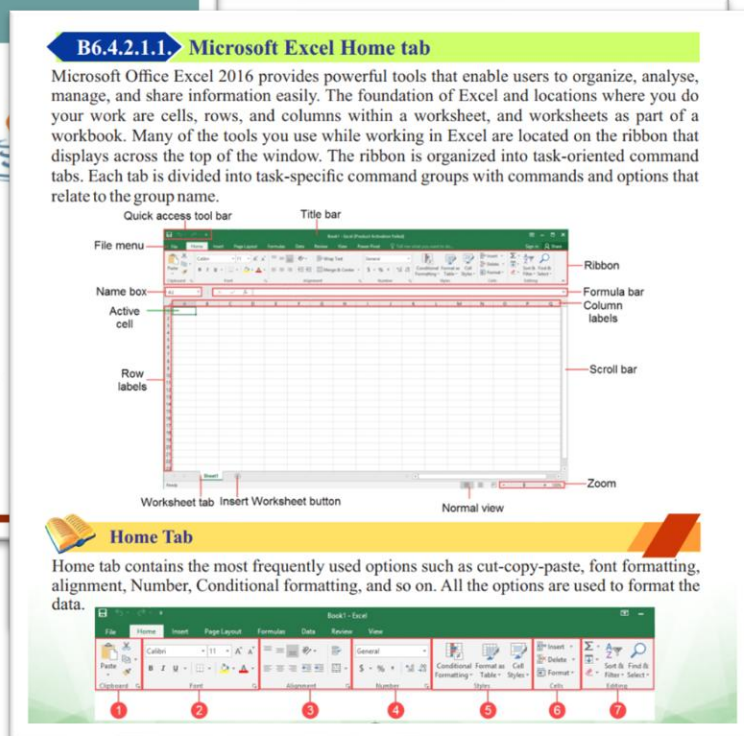 B6.4.2.1.1. Microsoft Excel Home tab
Microsoft Office Excel 2016 provides powerful tools that enable users to organize, analyse,
manage, and share information easily. The foundation of Excel and locations where you do
your work are cells, rows, and columns within a worksheet, and worksheets as part of a
workbook. Many of the tools you use while working in Excel are located on the ribbon that
displays across the top of the window. The ribbon is organized into task-oriented command
tabs. Each tab is divided into task-specific command groups with commands and options that
relate to the group name.
Quick access tool bar Title bar
File menu
Ribbon
Name box
Formula bar
Active
cell
Column
labels
Row
labels
Scroll bar
Sheet1
Zoom
Worksheet tab Insert Worksheet button
Normal view
Home Tab
Home tab contains the most frequently used options such as cut-copy-paste, font formatting,
alignment, Number, Conditional formatting, and so on. All the options are used to format the
data.
Book1 - Excel
File Home Insert Page Layout Formulas Data Review View
Calibri 11 A A General Insert
Paste B I U A $ % Conditional Format as Cell Delete Sort & Find &
Formatting Table Styles Format Filter Select
Clipboard Font Alignment Number Styles Cells Editing
1 2 3 4 5 6 7